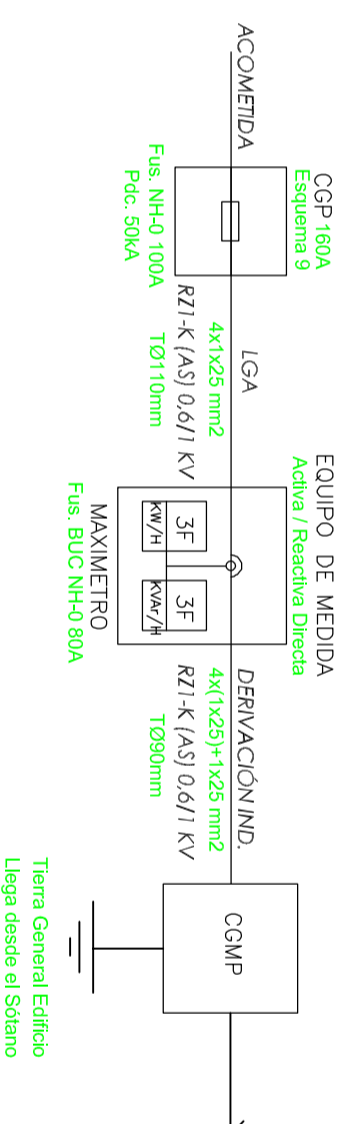 ACOMETIDA
CGP 160A
Esquema 9
Fus. NH-0 100A
Pdc. 50kA
LGA
4x1x25 mm2
RZ1-K (AS) 0,6/1 KV
TØ110mm
EQUIPO DE MEDIDA
Activa / Reactiva Directa
3F
KW/H
3F
KVAr/H
MAXIMETRO
Fus. BUC NH-0 80A
DERIVACIÓN IND.
4x(1x25)+1x25 mm2
RZ1-K (AS) 0,6/1 KV
TØ90mm
CGMP
Tierra General Edificio
Llega desde el Sótano